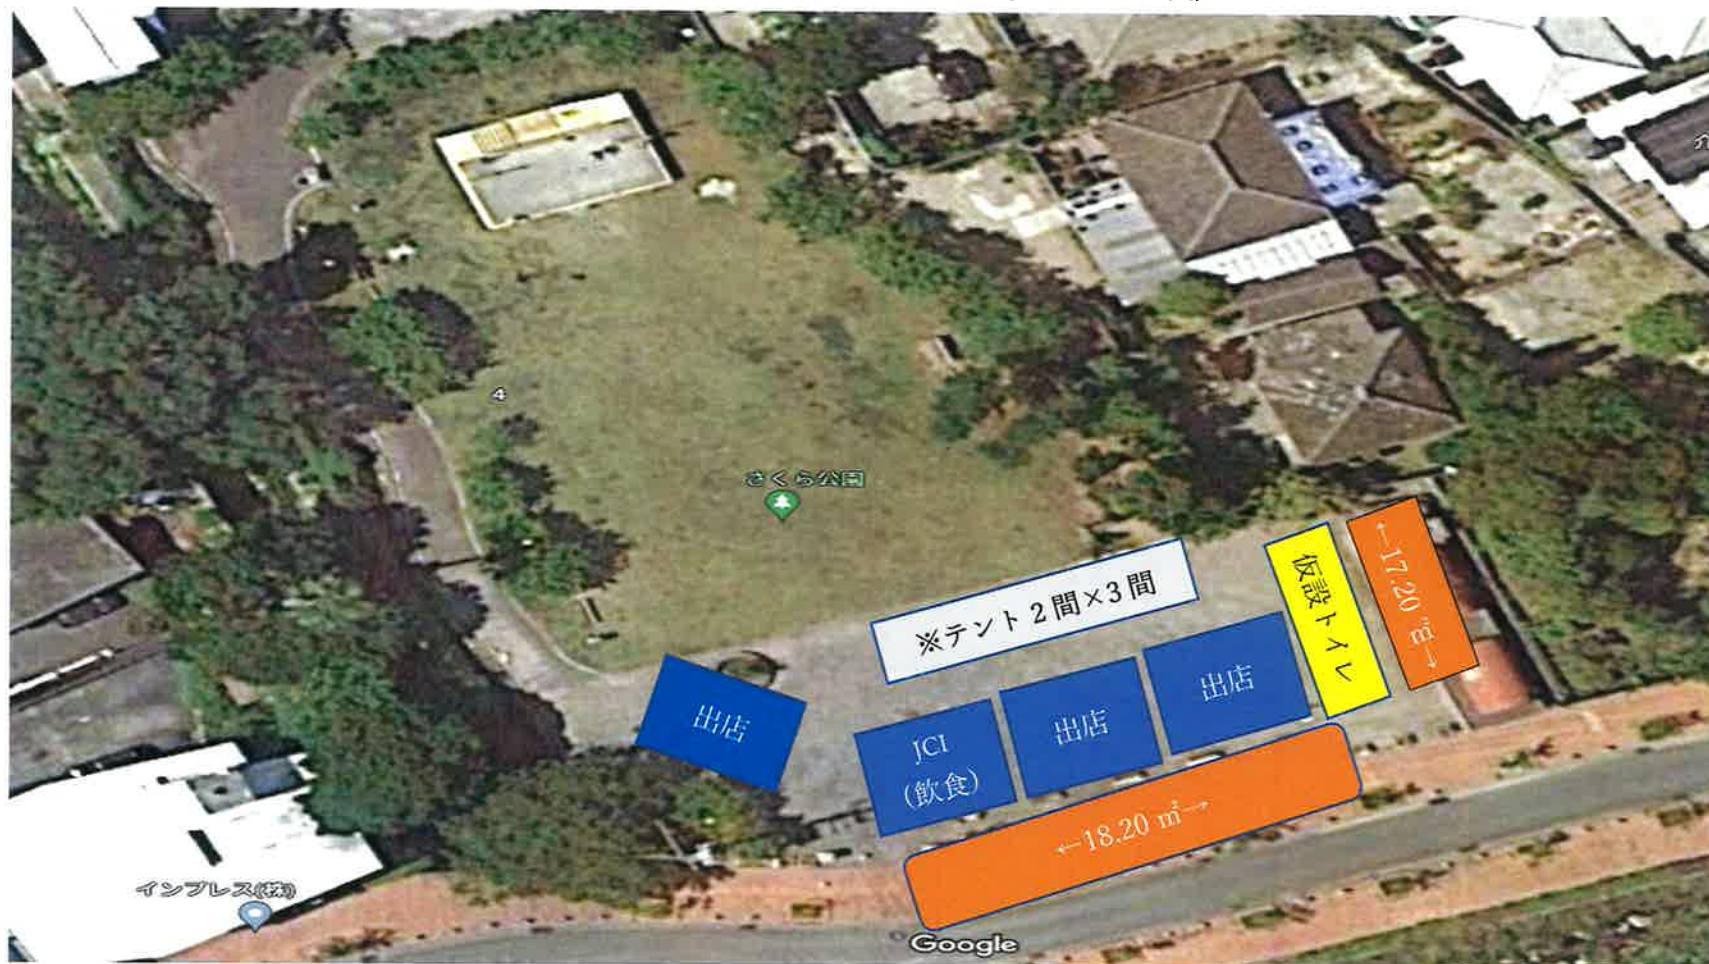 4
さくら公園
※テント2間×3間
仮設トイレ
←17.20㎡→
出店
JCI
(飲食)
出店
出店
←18.20㎡→
インプレス(株)
Google